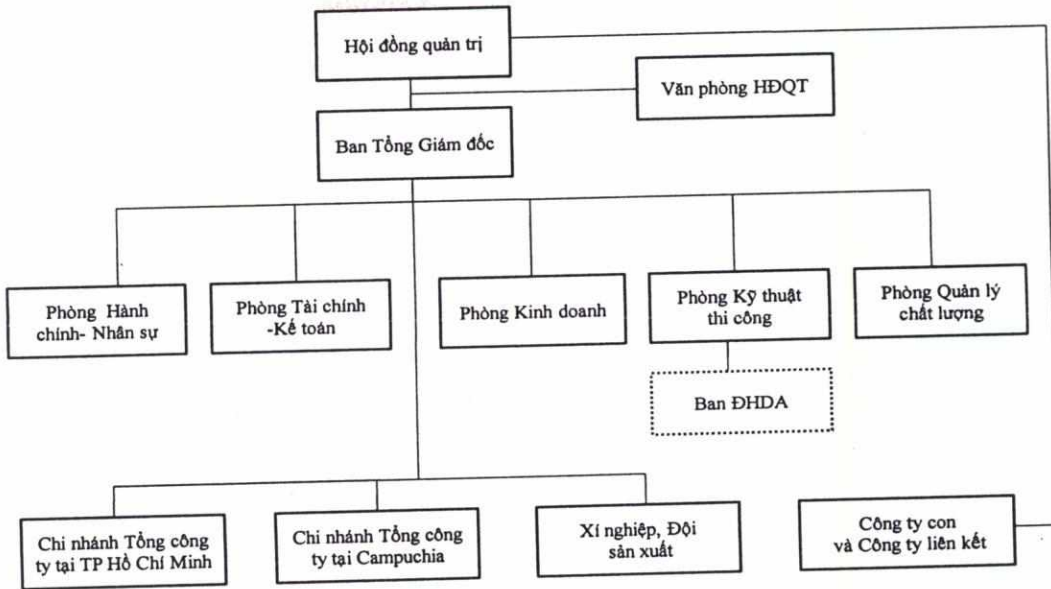 Hội đồng quản trị
Văn phòng HĐQT
Ban Tổng Giám đốc
Phòng Hành
chính- Nhân sự
Phòng Tài chính
-Kế toán
Phòng Kinh doanh
Phòng Kỹ thuật
thi công
Phòng Quản lý
chất lượng
Ban ĐHDA
Chi nhánh Tổng công
ty tại TP Hồ Chí Minh
Chi nhánh Tổng công
ty tại Campuchia
Xí nghiệp, Đội
sản xuất
Công ty con
và Công ty liên kết